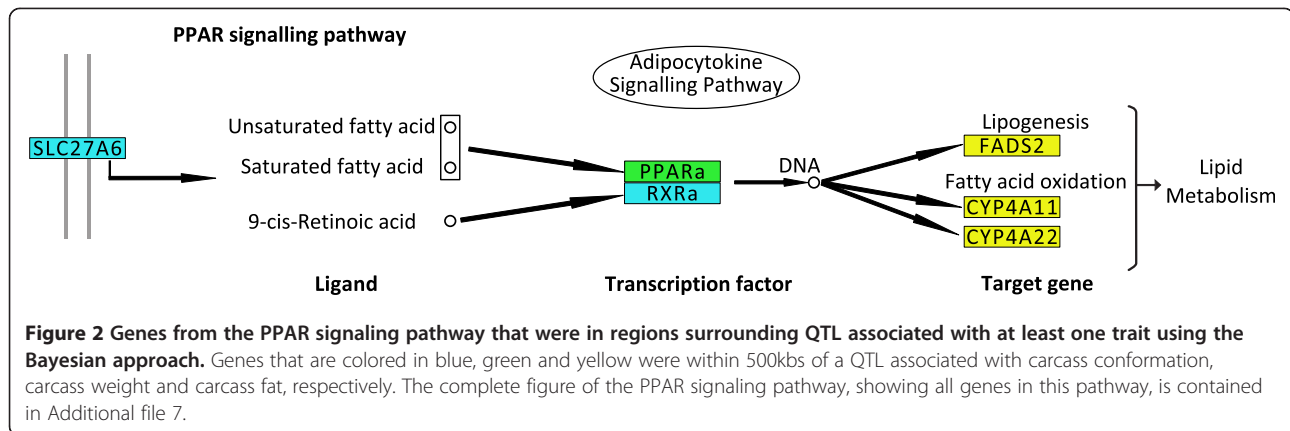 PPAR signalling pathway
Adipocytokine
Signalling Pathway
SLC27A6
Unsaturated fatty acid
Saturated fatty acid
9-cis-Retinoic acid
PPARa
RXRa
DNA
Lipogenesis
FADS2
Fatty acid oxidation
CYP4A11
CYP4A22
Lipid
Metabolism
Ligand
Transcription factor
Target gene
Figure 2 Genes from the PPAR signaling pathway that were in regions surrounding QTL associated with at least one trait using the
Bayesian approach. Genes that are colored in blue, green and yellow were within 500kbs of a QTL associated with carcass conformation,
carcass weight and carcass fat, respectively. The complete figure of the PPAR signaling pathway, showing all genes in this pathway, is contained
in Additional file 7.